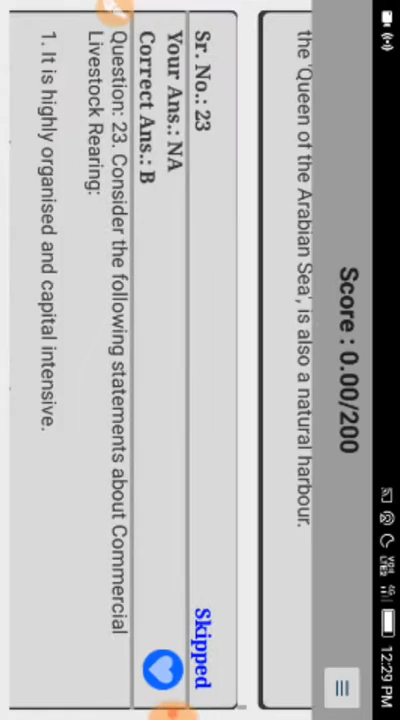 12:29 PM
Score : 0.00/200
the 'Queen of the Arabian Sea', is also a natural harbour.
Sr. No.: 23
Skipped
Your Ans.: NA
Correct Ans.: B
Question: 23. Consider the following statements about Commercial
Livestock Rearing:
1. It is highly organised and capital intensive.